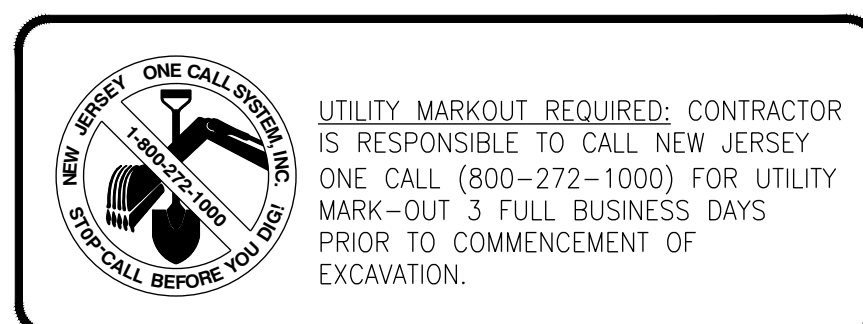 NEW JERSEY ONE CALL SYSTEM, INC.
1-800-272-1000
STOP-CALL BEFORE YOU DIG!
UTILITY MARKOUT REQUIRED: CONTRACTOR
IS RESPONSIBLE TO CALL NEW JERSEY
ONE CALL (800-272-1000) FOR UTILITY
MARK-OUT 3 FULL BUSINESS DAYS
PRIOR TO COMMENCEMENT OF
EXCAVATION.